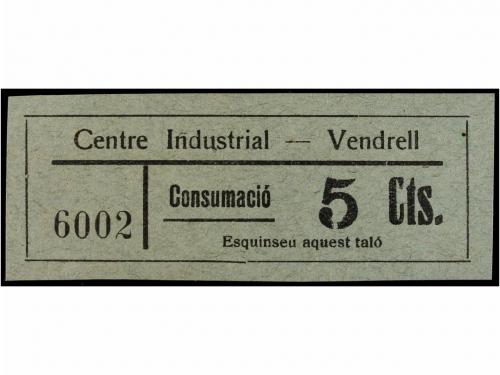 Centre Industrial — Vendrell
6002
Consumació
5 Cts.
Esquinseu aquest taló